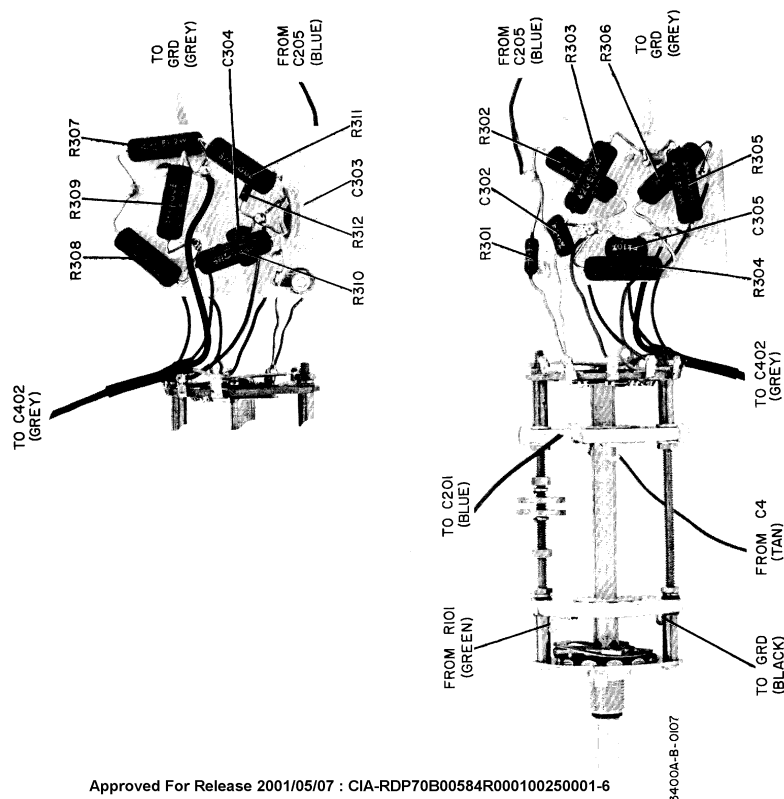 TO GRD (GREY)
C304
FROM C205 (BLUE)
R307
R309
R308
R311
C303
R312
R310
TO C402 (GREY)
FROM C205 (BLUE)
R303
R306
TO GRD (GREY)
R302
C302
R301
R305
C305
R304
TO C402 (GREY)
TO C201 (BLUE)
FROM C4 (TAN)
FROM R101 (GREEN)
TO GRD (BLACK)
3400A-B-0107
Approved For Release 2001/05/07 : CIA-RDP70B00584R000100250001-6